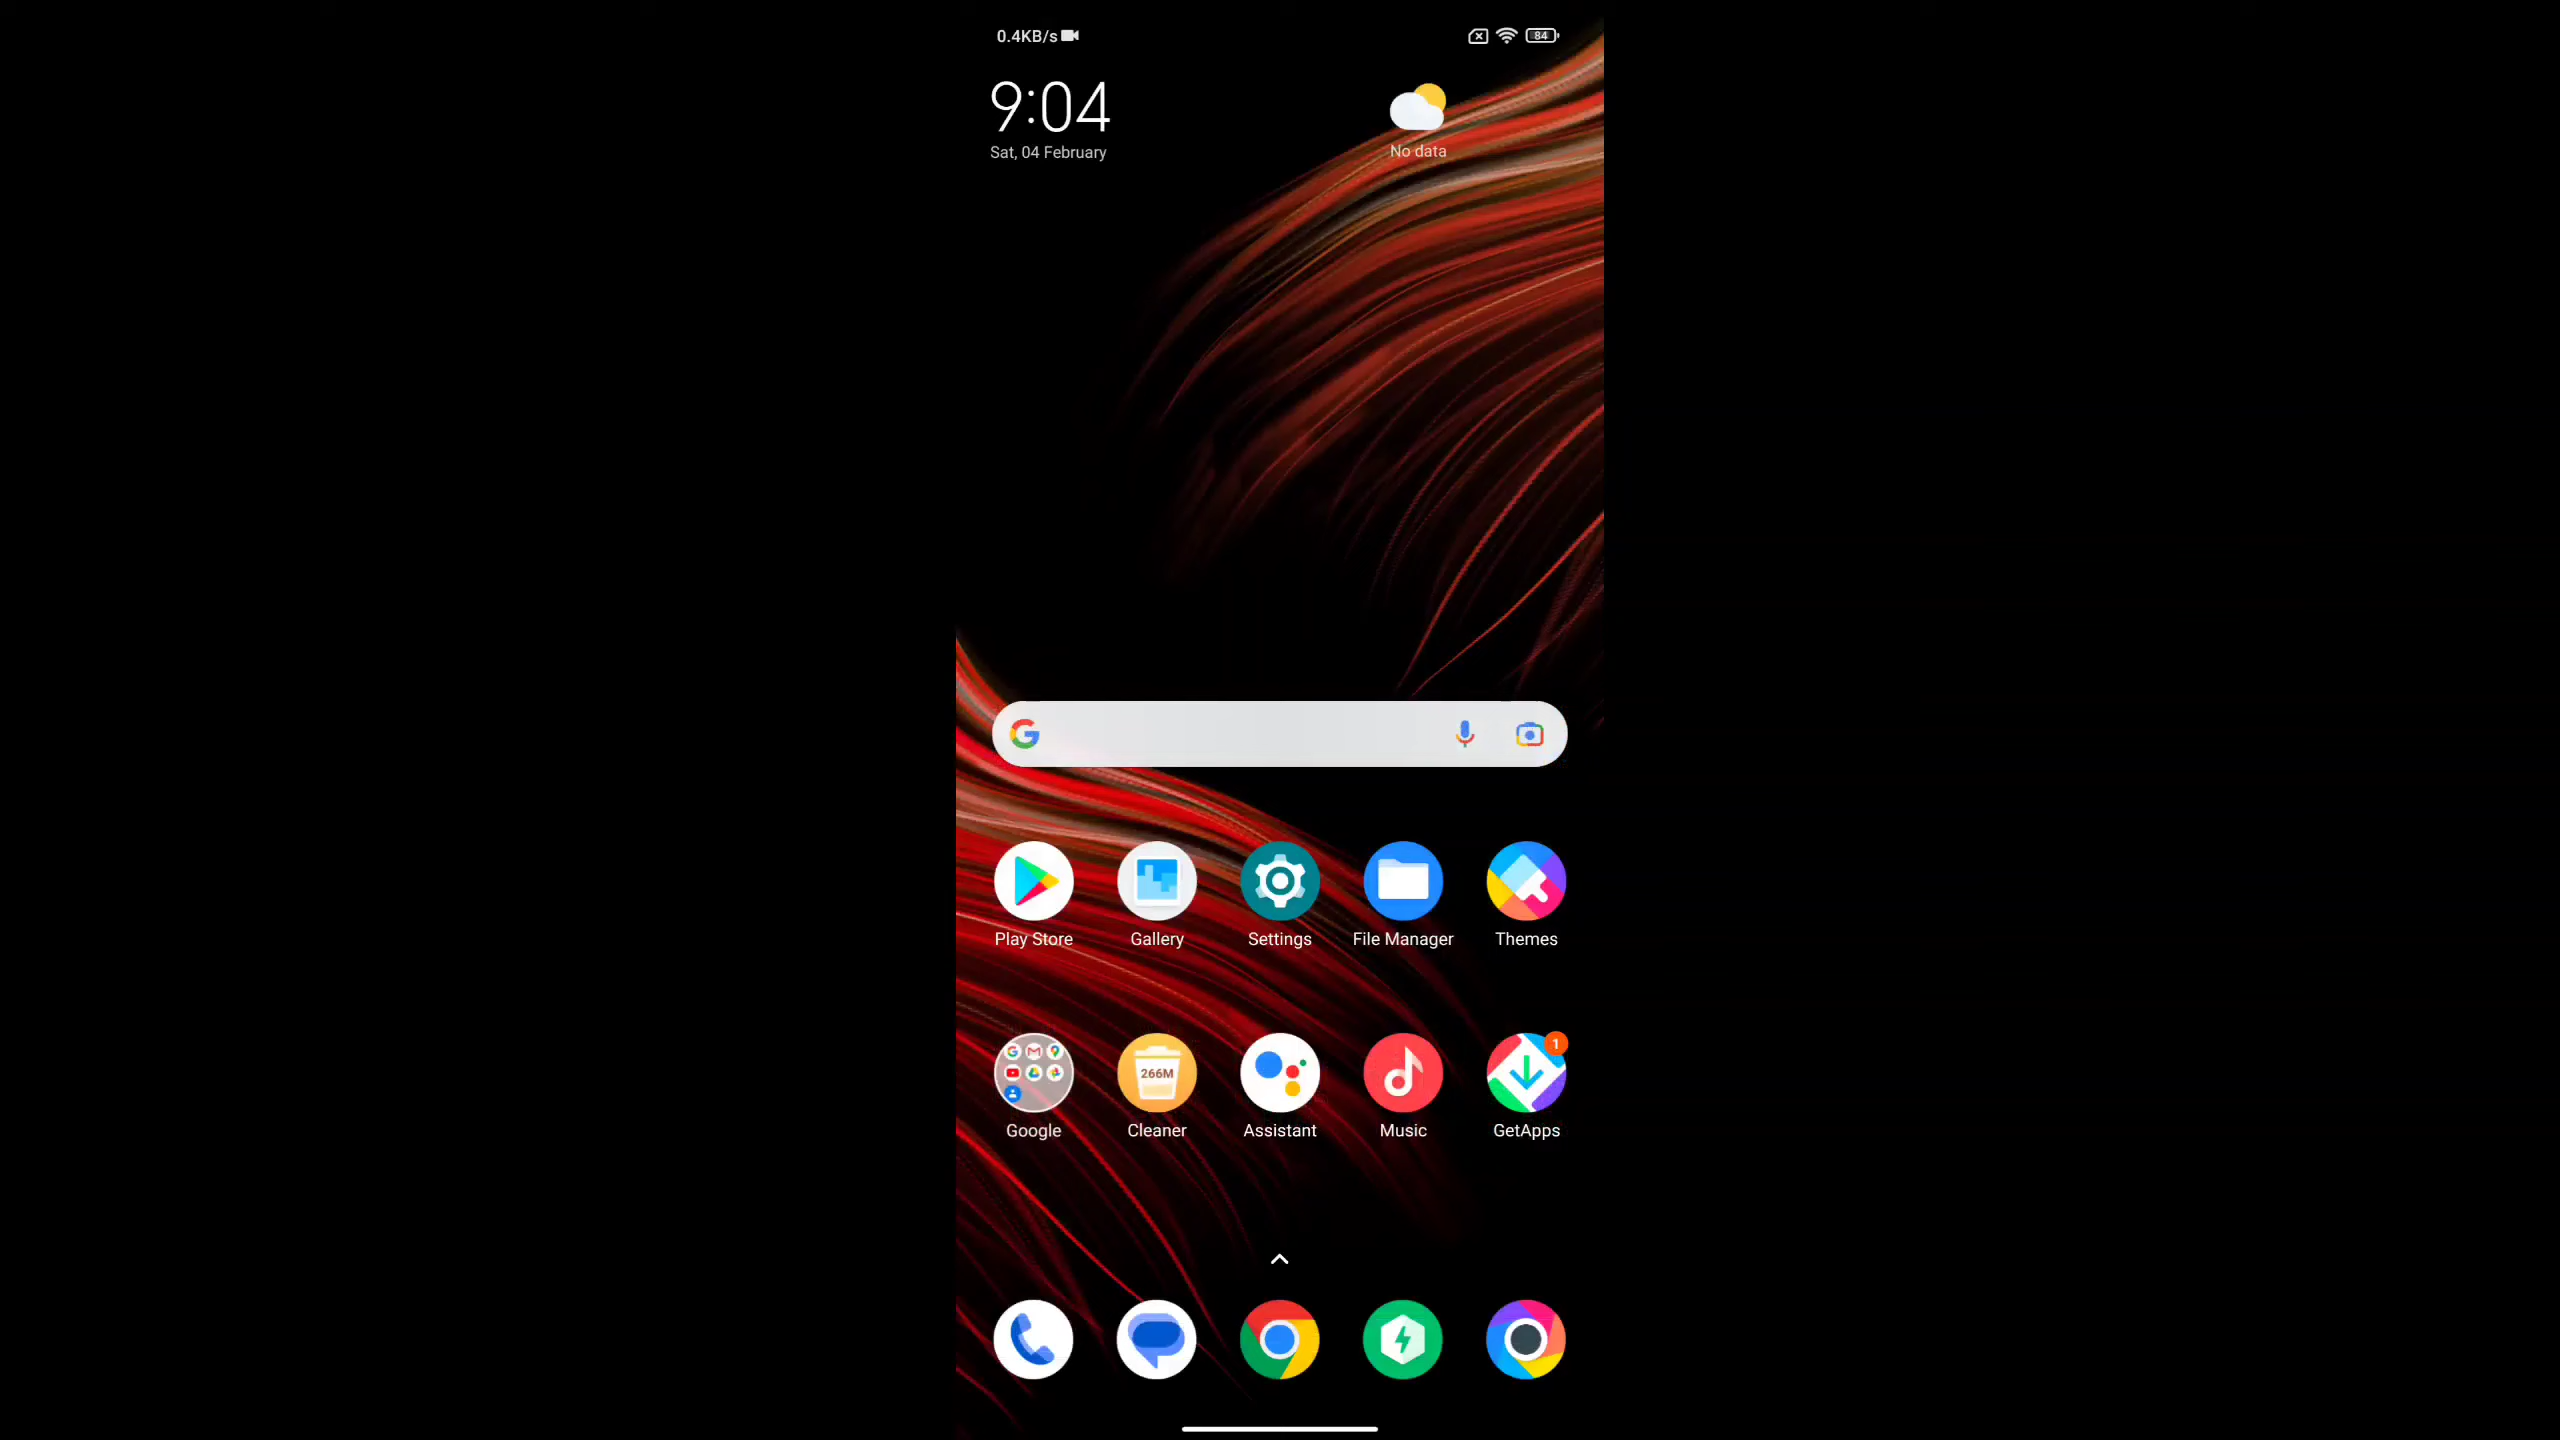 0.4KB/s
84
9:04
Sat, 04 February
No data
Play Store
Gallery
Settings
File Manager
Themes
266M
1
Google
Cleaner
Assistant
Music
GetApps